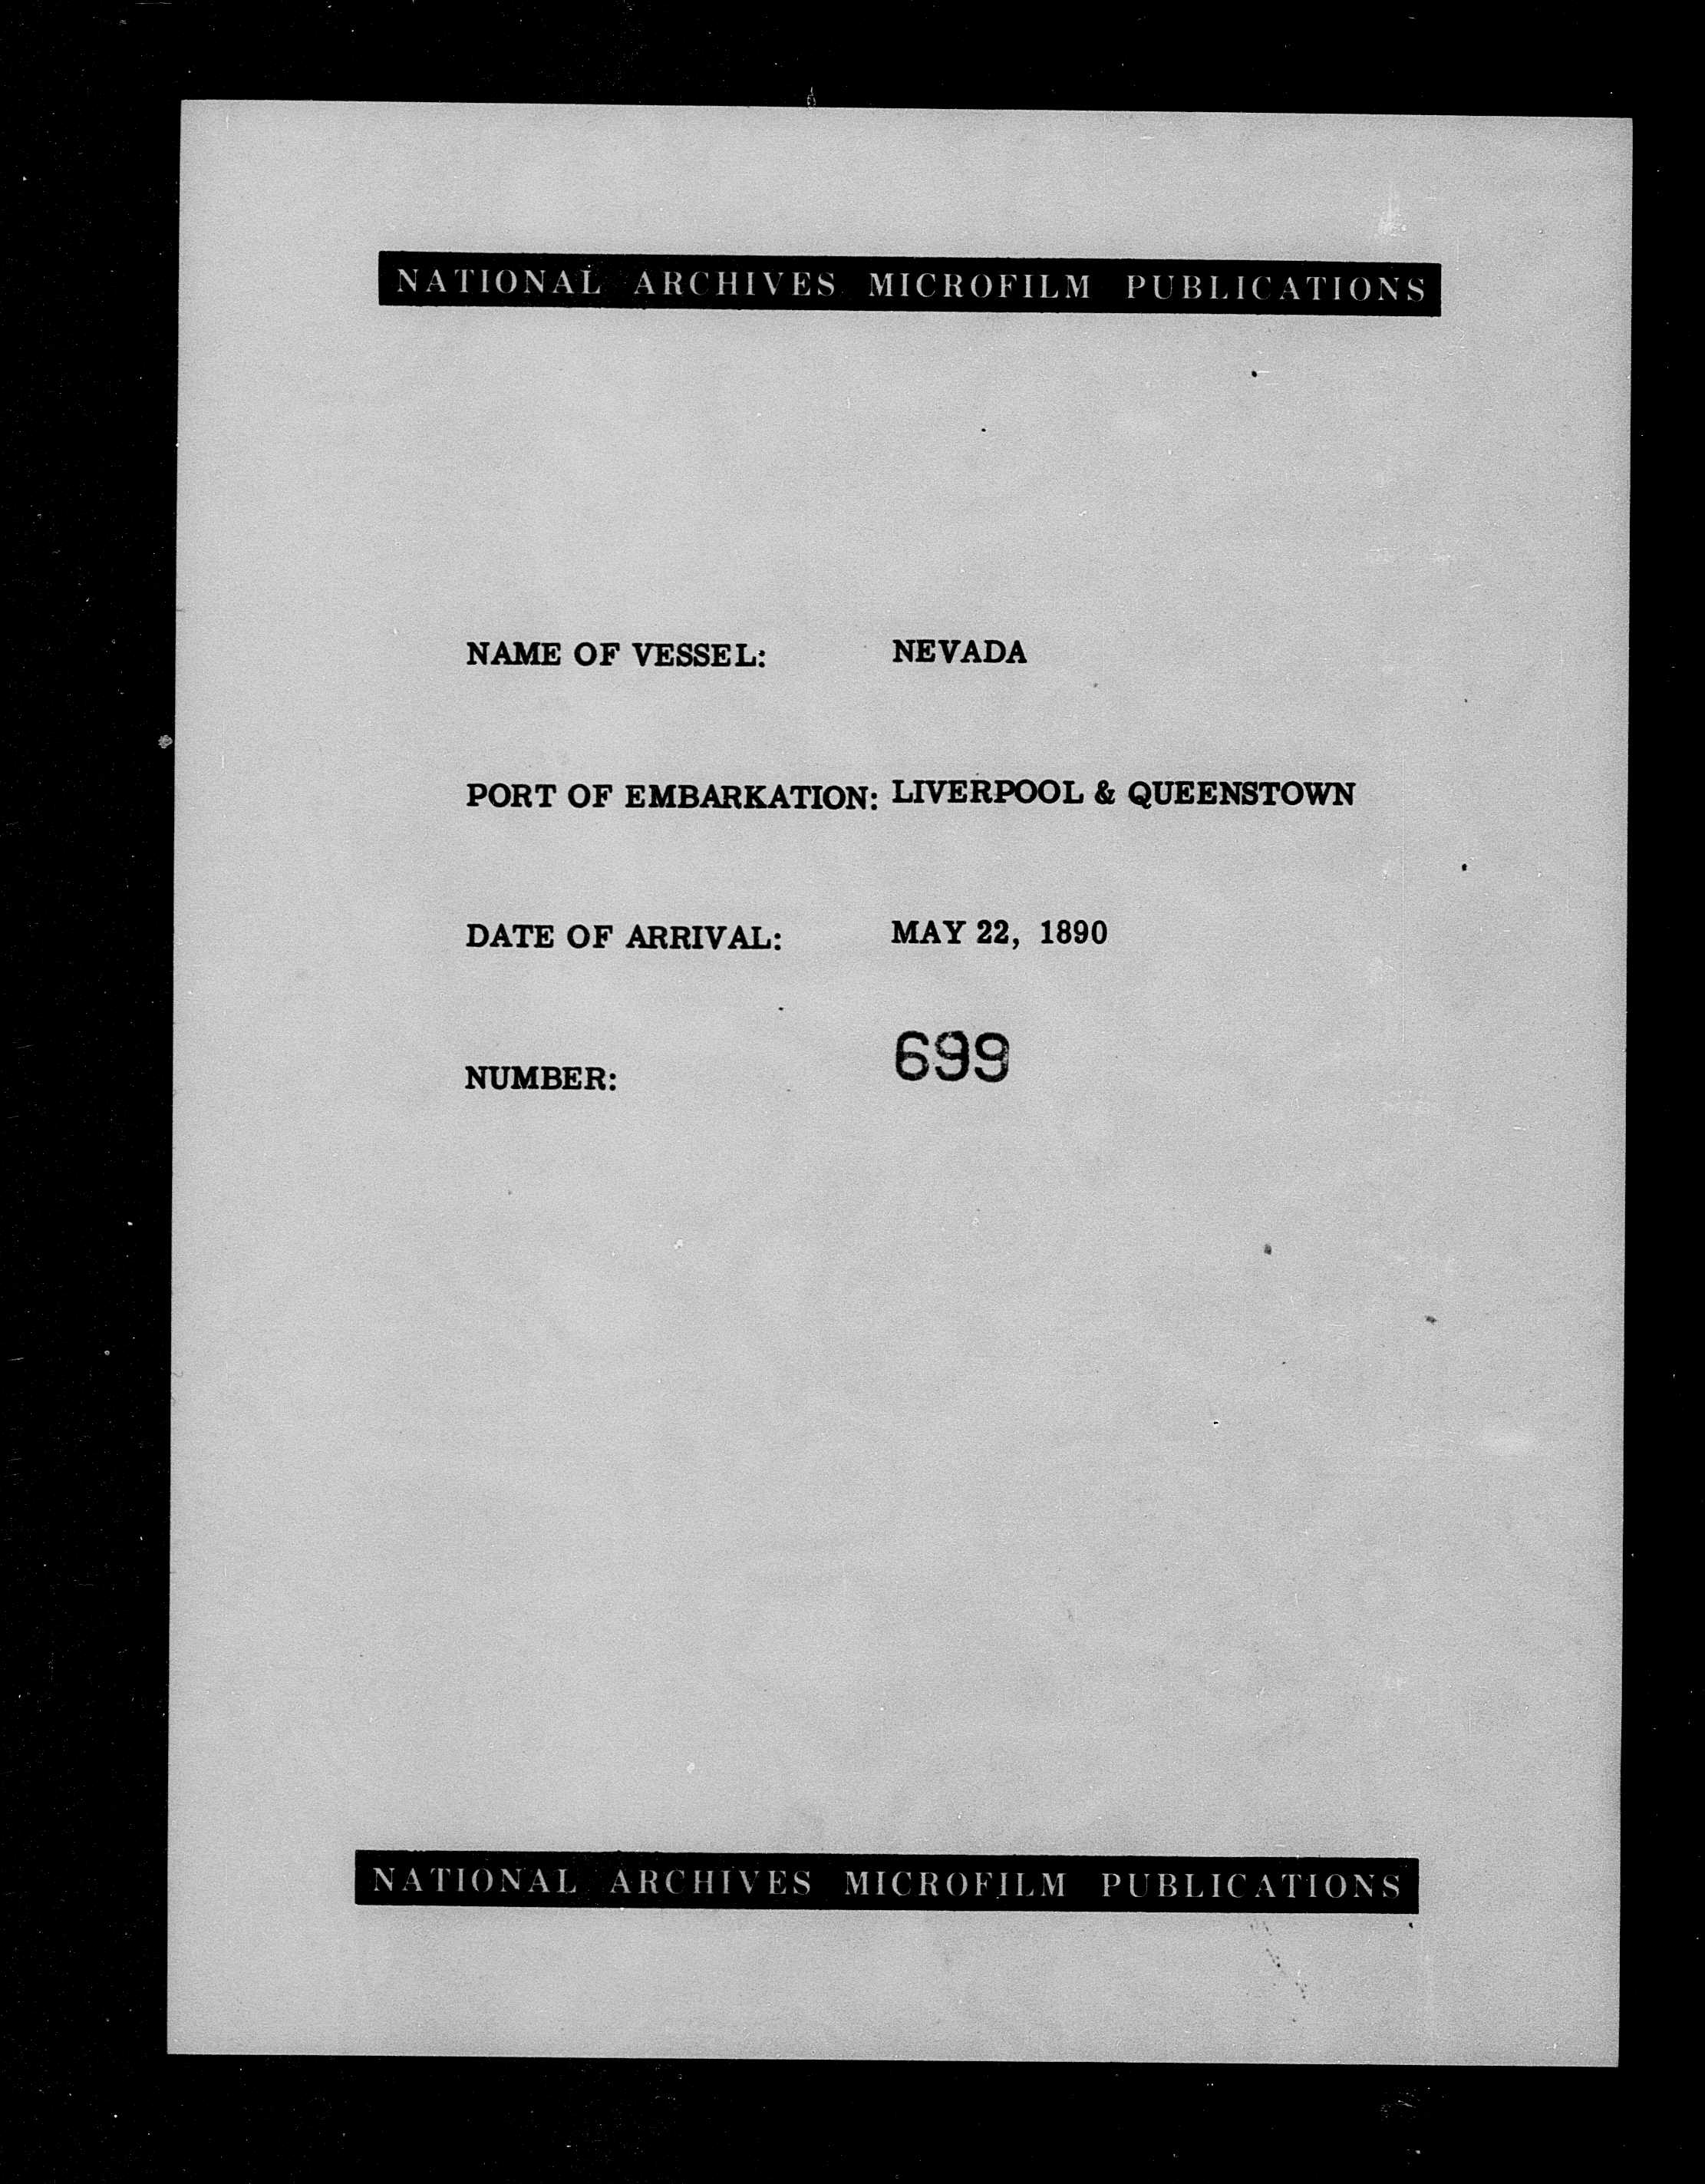 NATIONAL ARCHIVES MICROFILM PUBLICATIONS
NAME OF VESSEL: NEVADA
PORT OF EMBARKATION: LIVERPOOL & QUEENSTOWN
DATE OF ARRIVAL: MAY 22, 1890
NUMBER: 699
NATIONAL ARCHIVES MICROFILM PUBLICATIONS